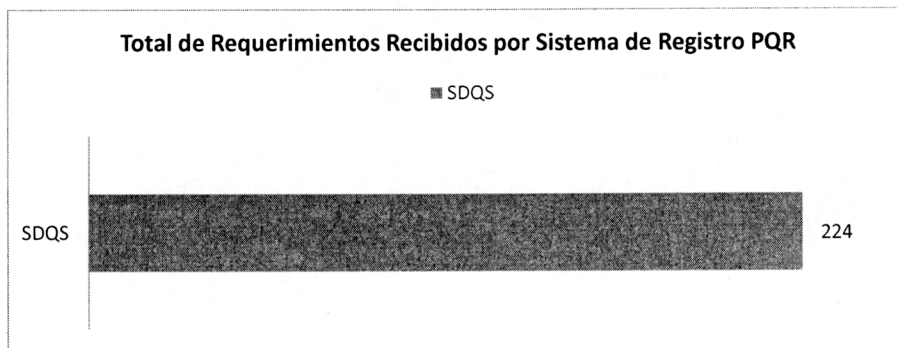 Total de Requerimientos Recibidos por Sistema de Registro PQR
SDQS
SDQS
224